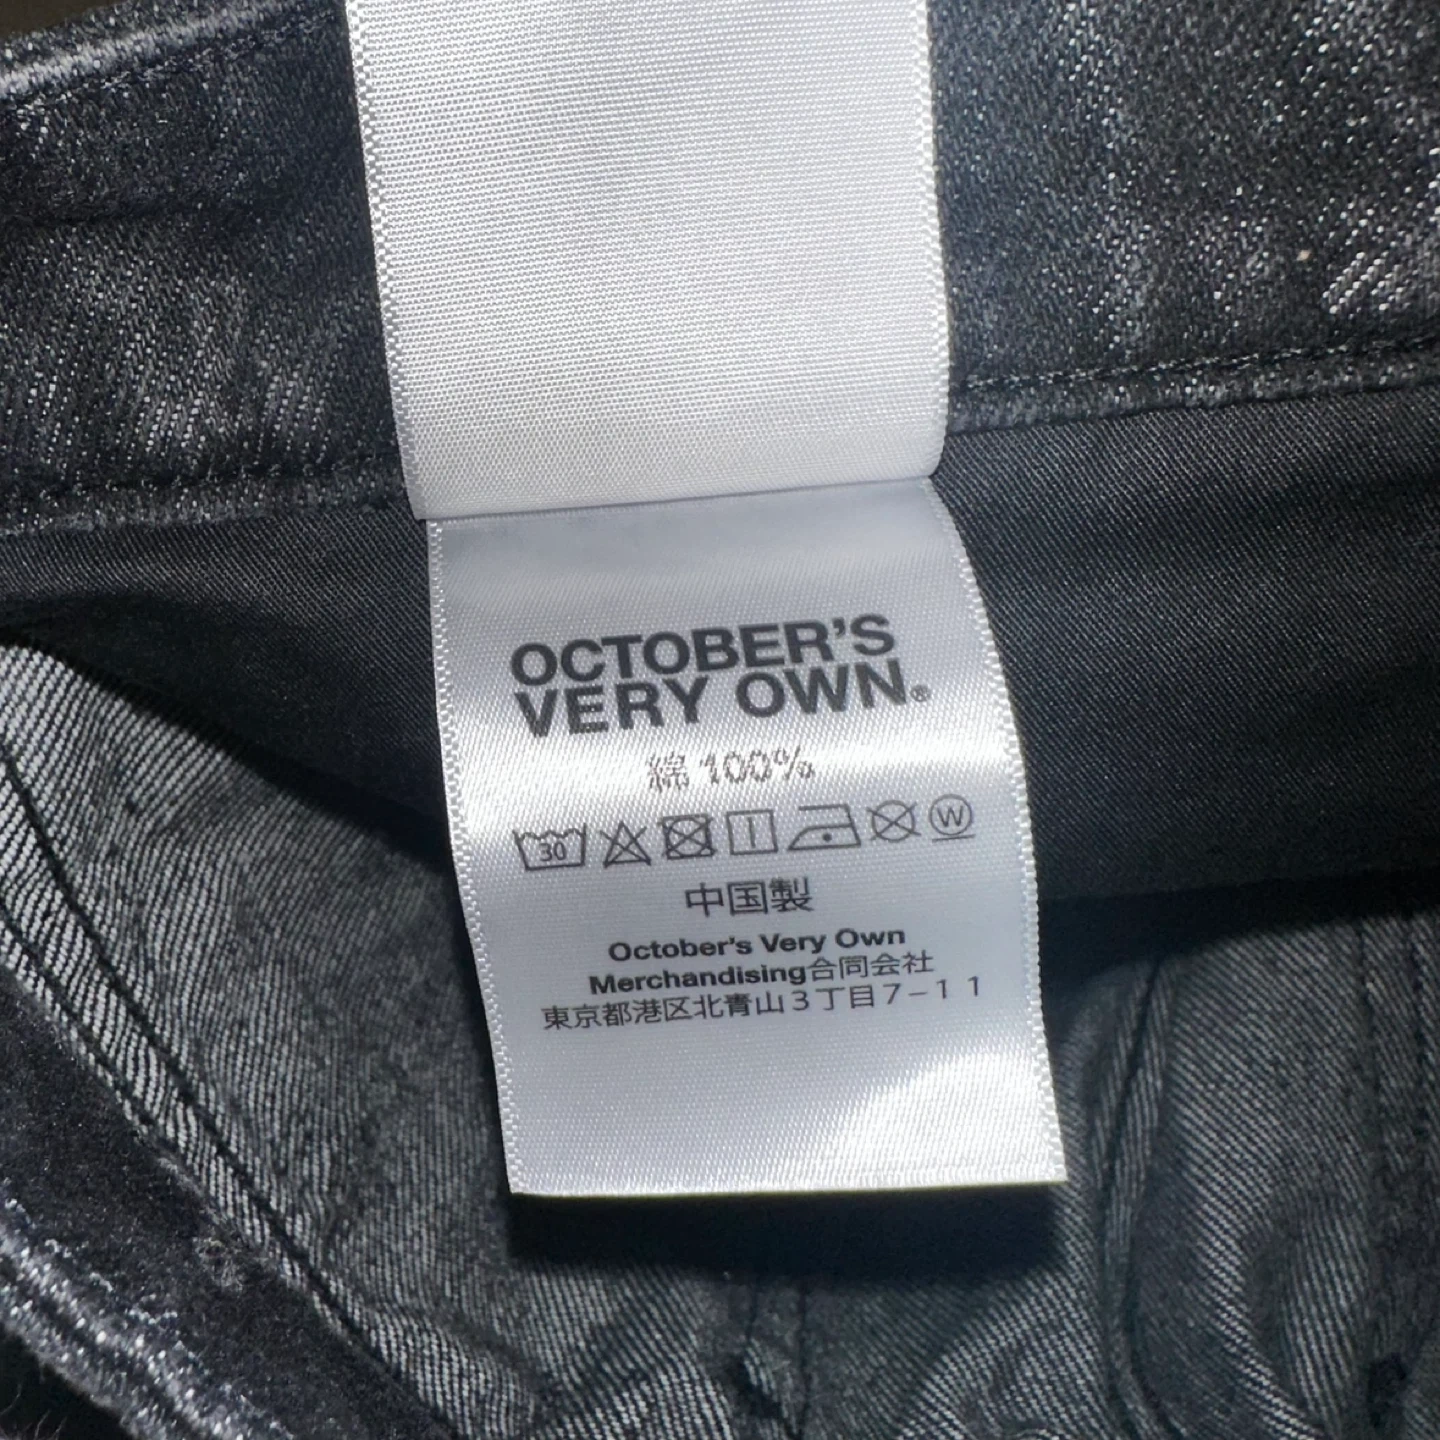 OCTOBER'S
VERY OWN®
綿 100%
30 W
中国製
October's Very Own
Merchandising合同会社
東京都港区北青山３丁目７−１１